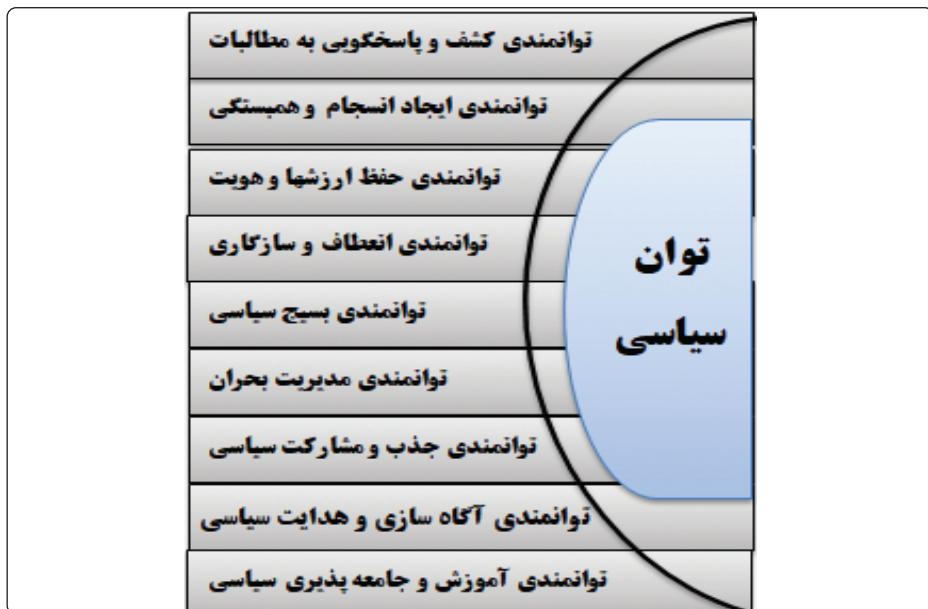 توانمندی کشف و پاسخگویی به مطالبات
توانمندی ایجاد انسجام و همبستگی
توانمندی حفظ ارزشها و هویت
توانمندی انعطاف و سازگاری
توانمندی بسیج سیاسی
توانمندی مدیریت بحران
توانمندی جذب و مشارکت سیاسی
توانمندی آگاه سازی و هدایت سیاسی
توانمندی آموزش و جامعه پذیری سیاسی
توان
سیاسی